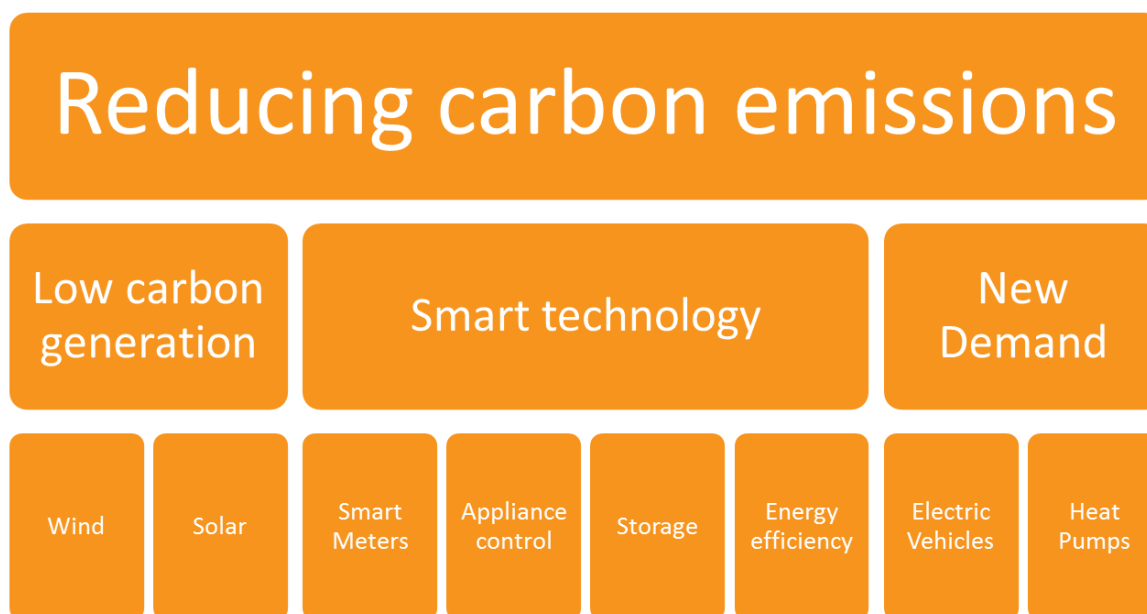 Reducing carbon emissions
Low carbon
generation
Smart technology
New
Demand
Wind
Solar
Smart
Meters
Appliance
control
Storage
Energy
efficiency
Electric
Vehicles
Heat
Pumps